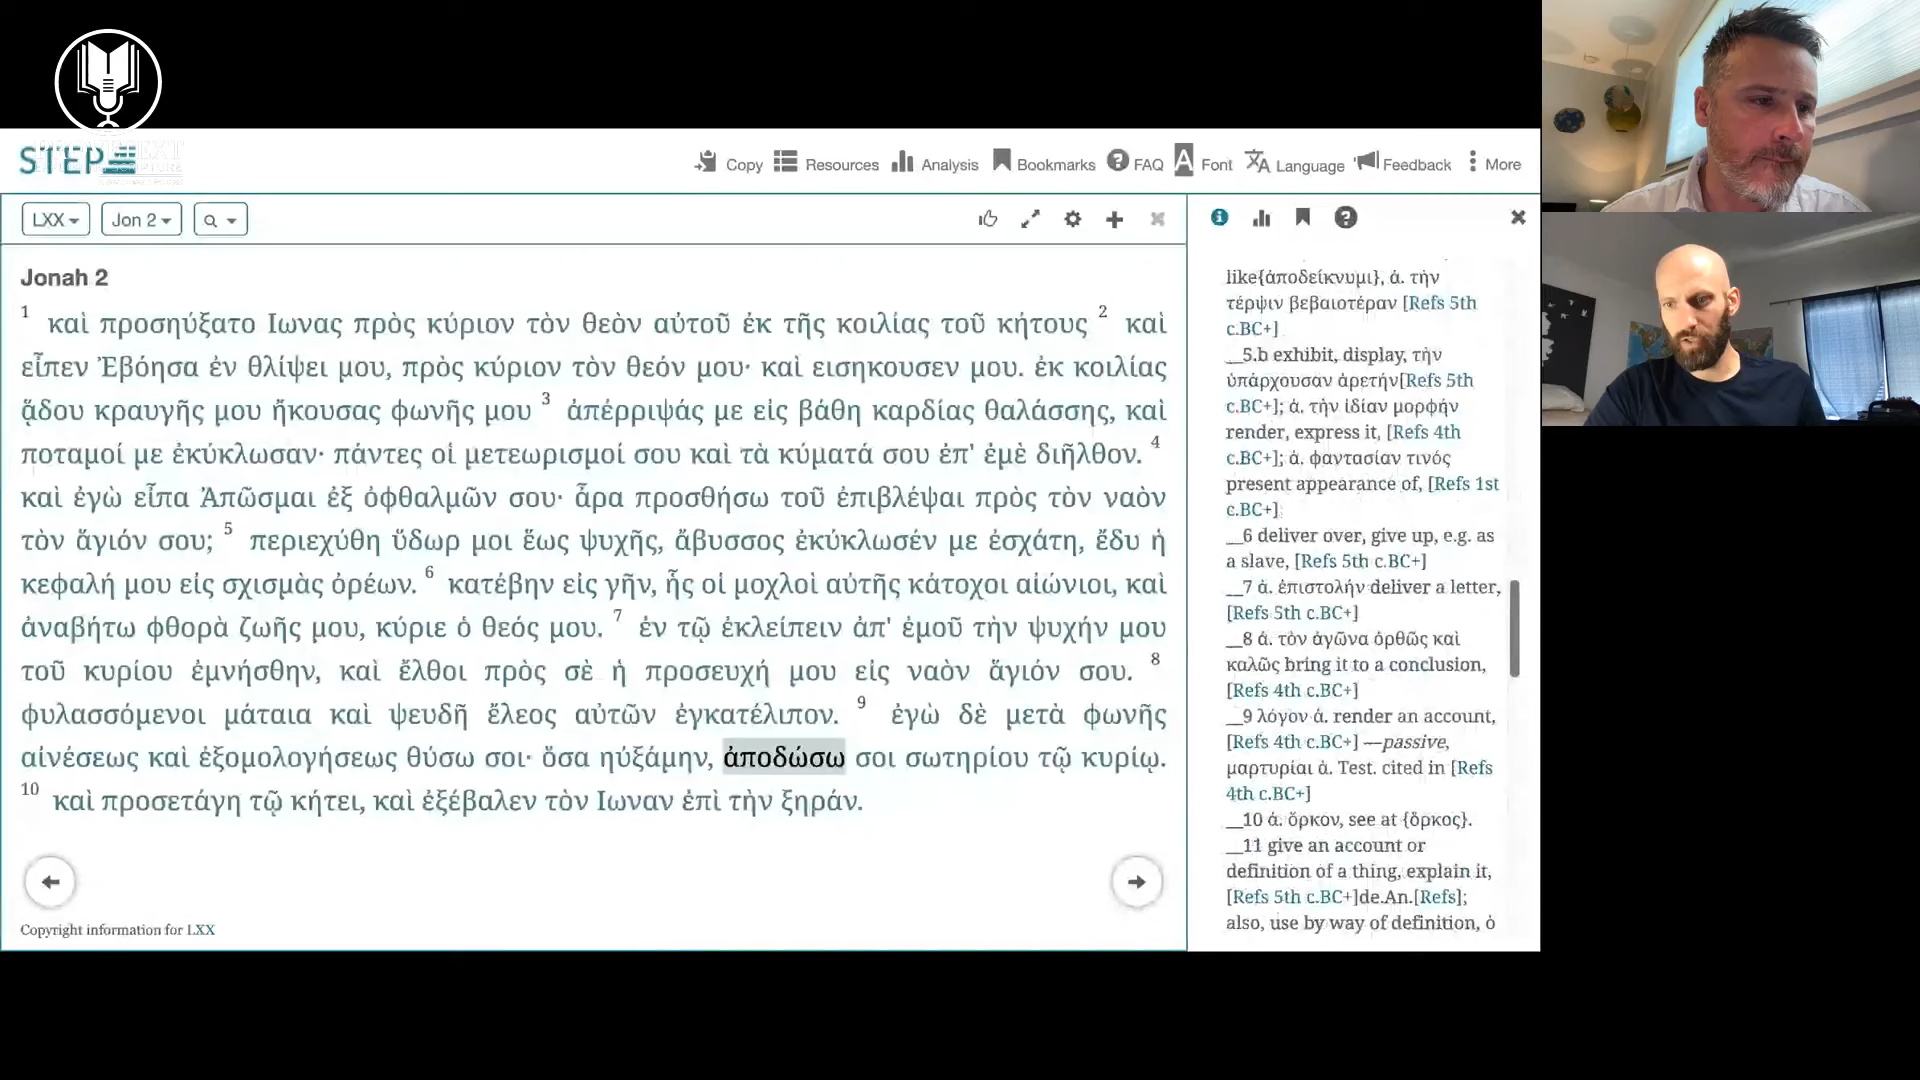 STEP
Copy Resources Analysis Bookmarks FAQ Font Language Feedback More
LXX Jon 2
Jonah 2
1 καὶ προσηύξατο Ιωνας πρὸς κύριον τὸν θεὸν αὐτοῦ ἐκ τῆς κοιλίας τοῦ κήτους 2 καὶ
εἶπεν Ἐβόησα ἐν θλίψει μου, πρὸς κύριον τὸν θεόν μου· καὶ εισηκουσεν μου. ἐκ κοιλίας
ᾅδου κραυγῆς μου ἤκουσας φωνῆς μου 3 ἀπέρριψάς με εἰς βάθη καρδίας θαλάσσης, καὶ
ποταμοί με ἐκύκλωσαν· πάντες οἱ μετεωρισμοί σου καὶ τὰ κύματά σου ἐπ' ἐμὲ διῆλθον. 4
καὶ ἐγὼ εἶπα Ἀπῶσμαι ἐξ ὀφθαλμῶν σου· ἆρα προσθήσω τοῦ ἐπιβλέψαι πρὸς τὸν ναὸν
τὸν ἅγιόν σου; 5 περιεχύθη ὕδωρ μοι ἕως ψυχῆς, ἄβυσσος ἐκύκλωσέν με ἐσχάτη, ἔδυ ἡ
κεφαλή μου εἰς σχισμὰς ὀρέων. 6 κατέβην εἰς γῆν, ἧς οἱ μοχλοὶ αὐτῆς κάτοχοι αἰώνιοι, καὶ
ἀναβήτω φθορὰ ζωῆς μου, κύριε ὁ θεός μου. 7 ἐν τῷ ἐκλείπειν ἀπ' ἐμοῦ τὴν ψυχήν μου
τοῦ κυρίου ἐμνήσθην, καὶ ἔλθοι πρὸς σὲ ἡ προσευχή μου εἰς ναὸν ἅγιόν σου. 8
φυλασσόμενοι μάταια καὶ ψευδῆ ἔλεος αὐτῶν ἐγκατέλιπον. 9 ἐγὼ δὲ μετὰ φωνῆς
αἰνέσεως καὶ ἐξομολογήσεως θύσω σοι· ὅσα ηὐξάμην, ἀποδώσω σοι σωτηρίου τῷ κυρίῳ.
10 καὶ προσετάγη τῷ κήτει, καὶ ἐξέβαλεν τὸν Ιωναν ἐπὶ τὴν ξηράν.
Copyright information for LXX
like{ἀποδείκνυμι}, ἀ. τὴν
τέρψιν βεβαιοτέραν [Refs 5th
c.BC+]
__5.b exhibit, display, τὴν
ὑπάρχουσαν ἀρετήν[Refs 5th
c.BC+]; ἀ. τὴν ἰδίαν μορφήν
render, express it, [Refs 4th
c.BC+]; ἀ. φαντασίαν τινός
present appearance of, [Refs 1st
c.BC+]
__6 deliver over, give up, e.g. as
a slave, [Refs 5th c.BC+]
__7 ἀ. ἐπιστολήν deliver a letter,
[Refs 5th c.BC+]
__8 ἀ. τὸν ἀγῶνα ὀρθῶς καὶ
καλῶς bring it to a conclusion,
[Refs 4th c.BC+]
__9 λόγον ἀ. render an account,
[Refs 4th c.BC+] —passive,
μαρτυρίαι ἀ. Test. cited in [Refs
4th c.BC+]
__10 ἀ. ὅρκον, see at {ὅρκος}.
__11 give an account or
definition of a thing, explain it,
[Refs 5th c.BC+]de.An.[Refs];
also, use by way of definition, ὁ